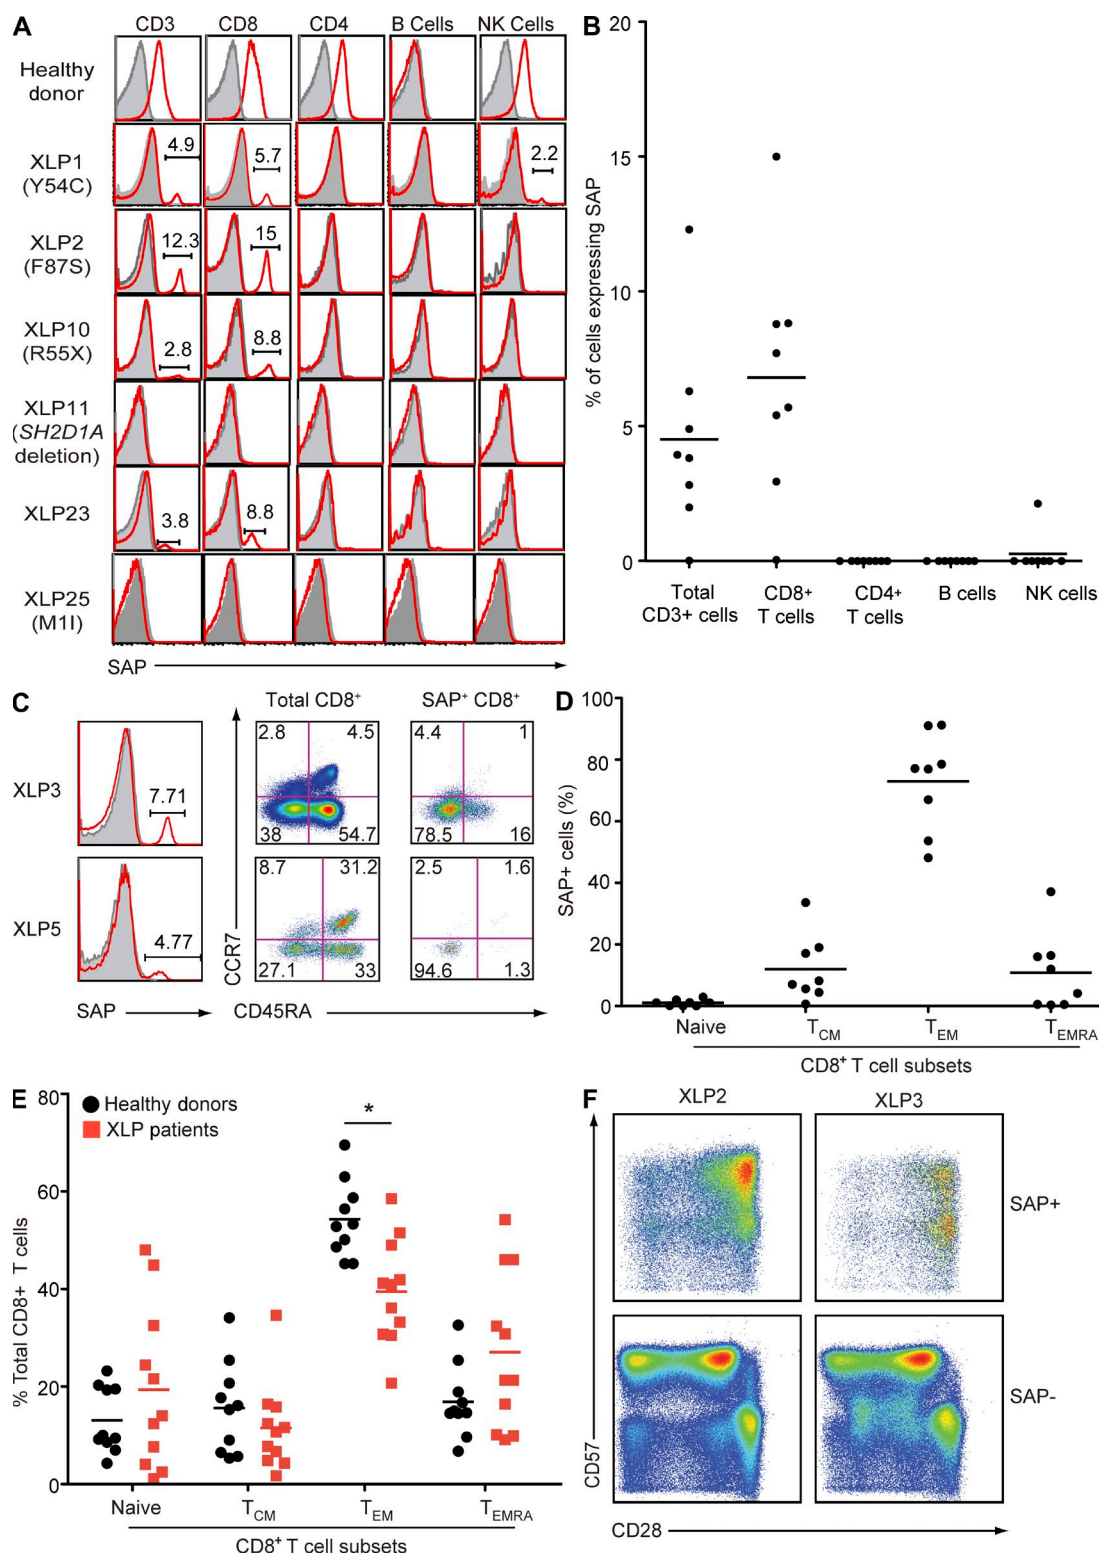 A
CD3 CD8 CD4 B Cells NK Cells
Healthy
donor
XLP1
(Y54C)
4.9 5.7 2.2
XLP2
(F87S)
12.3 15
XLP10
(R55X)
2.8 8.8
XLP11
(SH2D1A
deletion)
XLP23
3.8 8.8
XLP25
(M1I)
SAP
B
% of cells expressing SAP
20
15
10
5
0
Total
CD3+ cells
CD8+
T cells
CD4+
T cells
B cells
NK cells
C
Total CD8⁺
SAP⁺ CD8⁺
XLP3
7.71
2.8 4.5
38 54.7
4.4 1
78.5 16
XLP5
4.77
8.7 31.2
27.1 33
2.5 1.6
94.6 1.3
SAP
CCR7
CD45RA
D
SAP+ cells (%)
100
80
60
40
20
0
Naive T_CM T_EM T_EMRA
CD8⁺ T cell subsets
E
% Total CD8+ T cells
80
60
40
20
0
Healthy donors
XLP patients
*
Naive T_CM T_EM T_EMRA
CD8⁺ T cell subsets
F
XLP2 XLP3
SAP+
SAP-
CD57
CD28